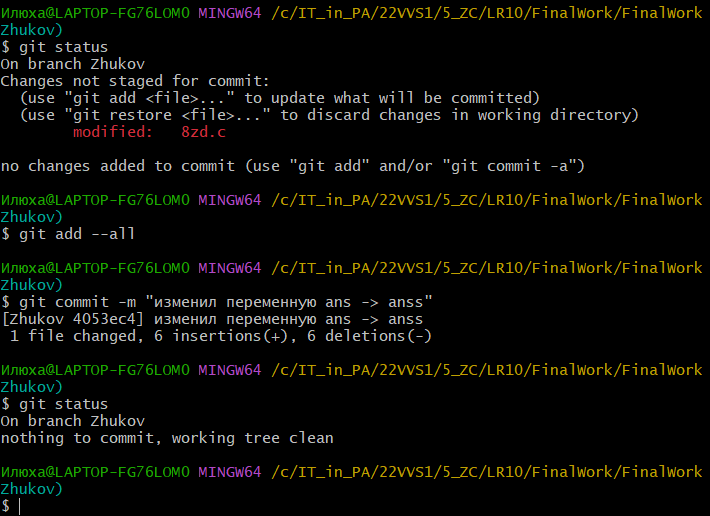 Илюха@LAPTOP-FG76LOM0 MINGW64 /c/IT_in_PA/22VVS1/5_ZC/LR10/FinalWork/FinalWork
Zhukov)
$ git status
On branch Zhukov
Changes not staged for commit:
  (use "git add <file>..." to update what will be committed)
  (use "git restore <file>..." to discard changes in working directory)
        modified:   8zd.c

no changes added to commit (use "git add" and/or "git commit -a")

Илюха@LAPTOP-FG76LOM0 MINGW64 /c/IT_in_PA/22VVS1/5_ZC/LR10/FinalWork/FinalWork
Zhukov)
$ git add --all

Илюха@LAPTOP-FG76LOM0 MINGW64 /c/IT_in_PA/22VVS1/5_ZC/LR10/FinalWork/FinalWork
Zhukov)
$ git commit -m "изменил переменную ans -> anss"
[Zhukov 4053ec4] изменил переменную ans -> anss
 1 file changed, 6 insertions(+), 6 deletions(-)

Илюха@LAPTOP-FG76LOM0 MINGW64 /c/IT_in_PA/22VVS1/5_ZC/LR10/FinalWork/FinalWork
Zhukov)
$ git status
On branch Zhukov
nothing to commit, working tree clean

Илюха@LAPTOP-FG76LOM0 MINGW64 /c/IT_in_PA/22VVS1/5_ZC/LR10/FinalWork/FinalWork
Zhukov)
$